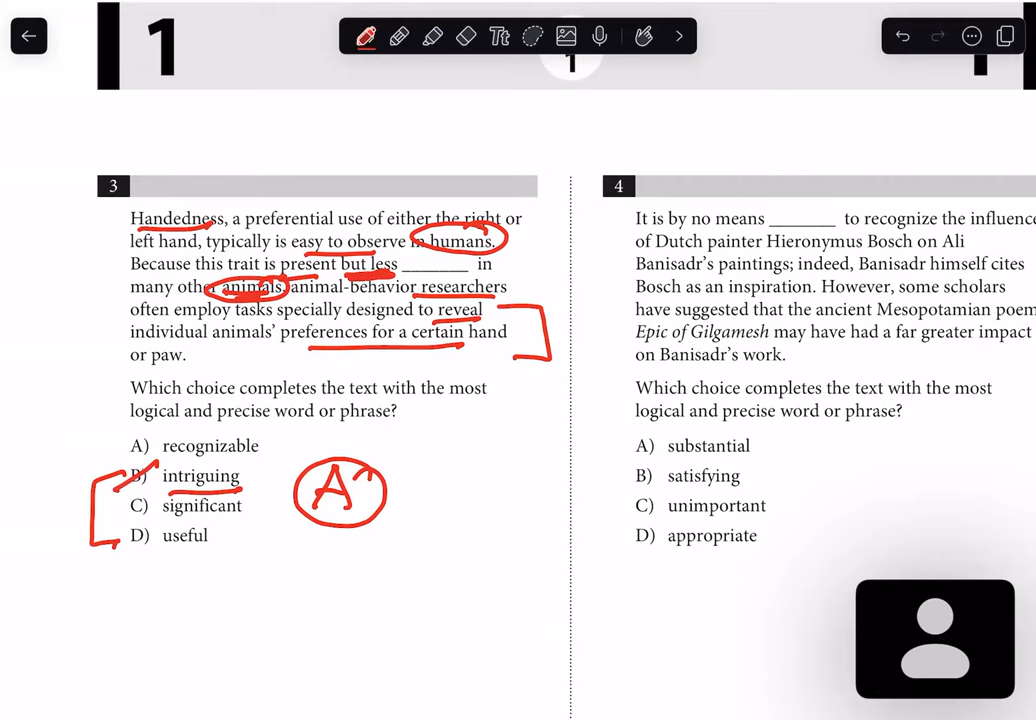 1
Tt
1
3
Handedness, a preferential use of either the right or
left hand, typically is easy to observe in humans.
Because this trait is present but less _______ in
many other animals, animal-behavior researchers
often employ tasks specially designed to reveal
individual animals' preferences for a certain hand
or paw.
Which choice completes the text with the most
logical and precise word or phrase?
A) recognizable
B) intriguing
C) significant
D) useful
A
4
It is by no means _______ to recognize the influence
of Dutch painter Hieronymus Bosch on Ali
Banisadr's paintings; indeed, Banisadr himself cites
Bosch as an inspiration. However, some scholars
have suggested that the ancient Mesopotamian poem
Epic of Gilgamesh may have had a far greater impact
on Banisadr's work.
Which choice completes the text with the most
logical and precise word or phrase?
A) substantial
B) satisfying
C) unimportant
D) appropriate